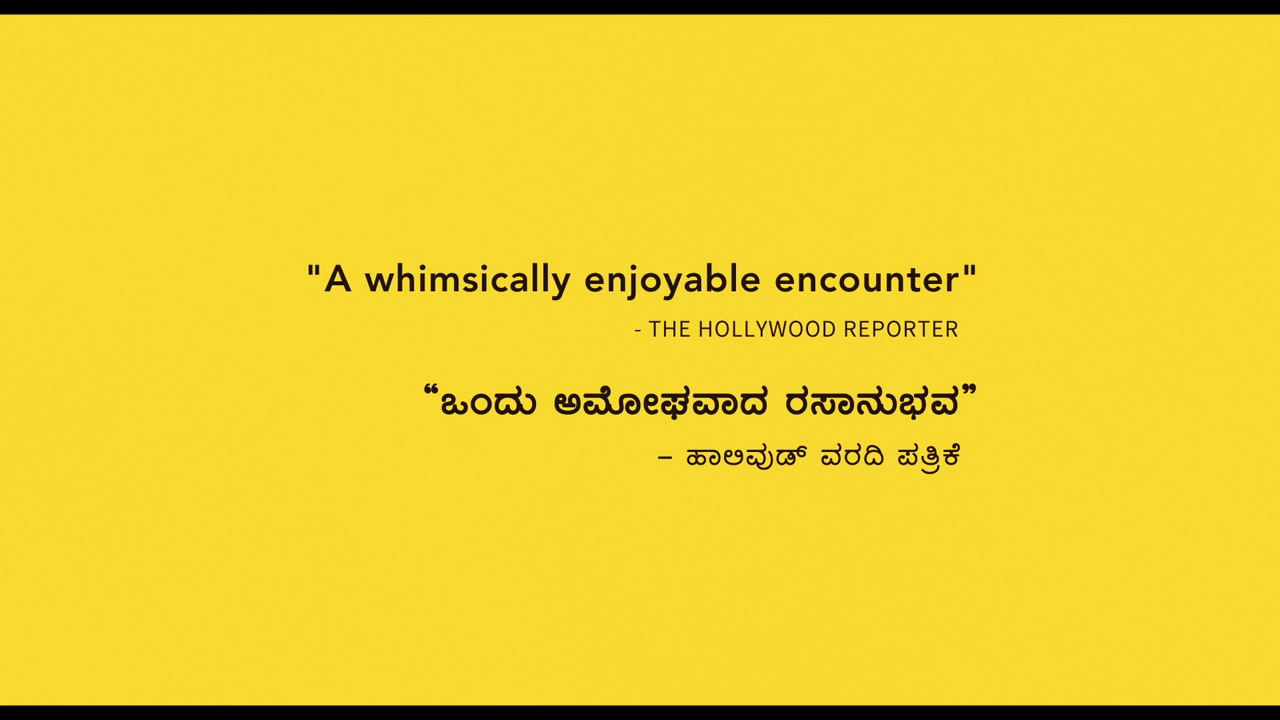 "A whimsically enjoyable encounter"
- THE HOLLYWOOD REPORTER
“ಒಂದು ಅಮೋಘವಾದ ರಸಾನುಭವ”
– ಹಾಲಿವುಡ್ ವರದಿ ಪತ್ರಿಕೆ